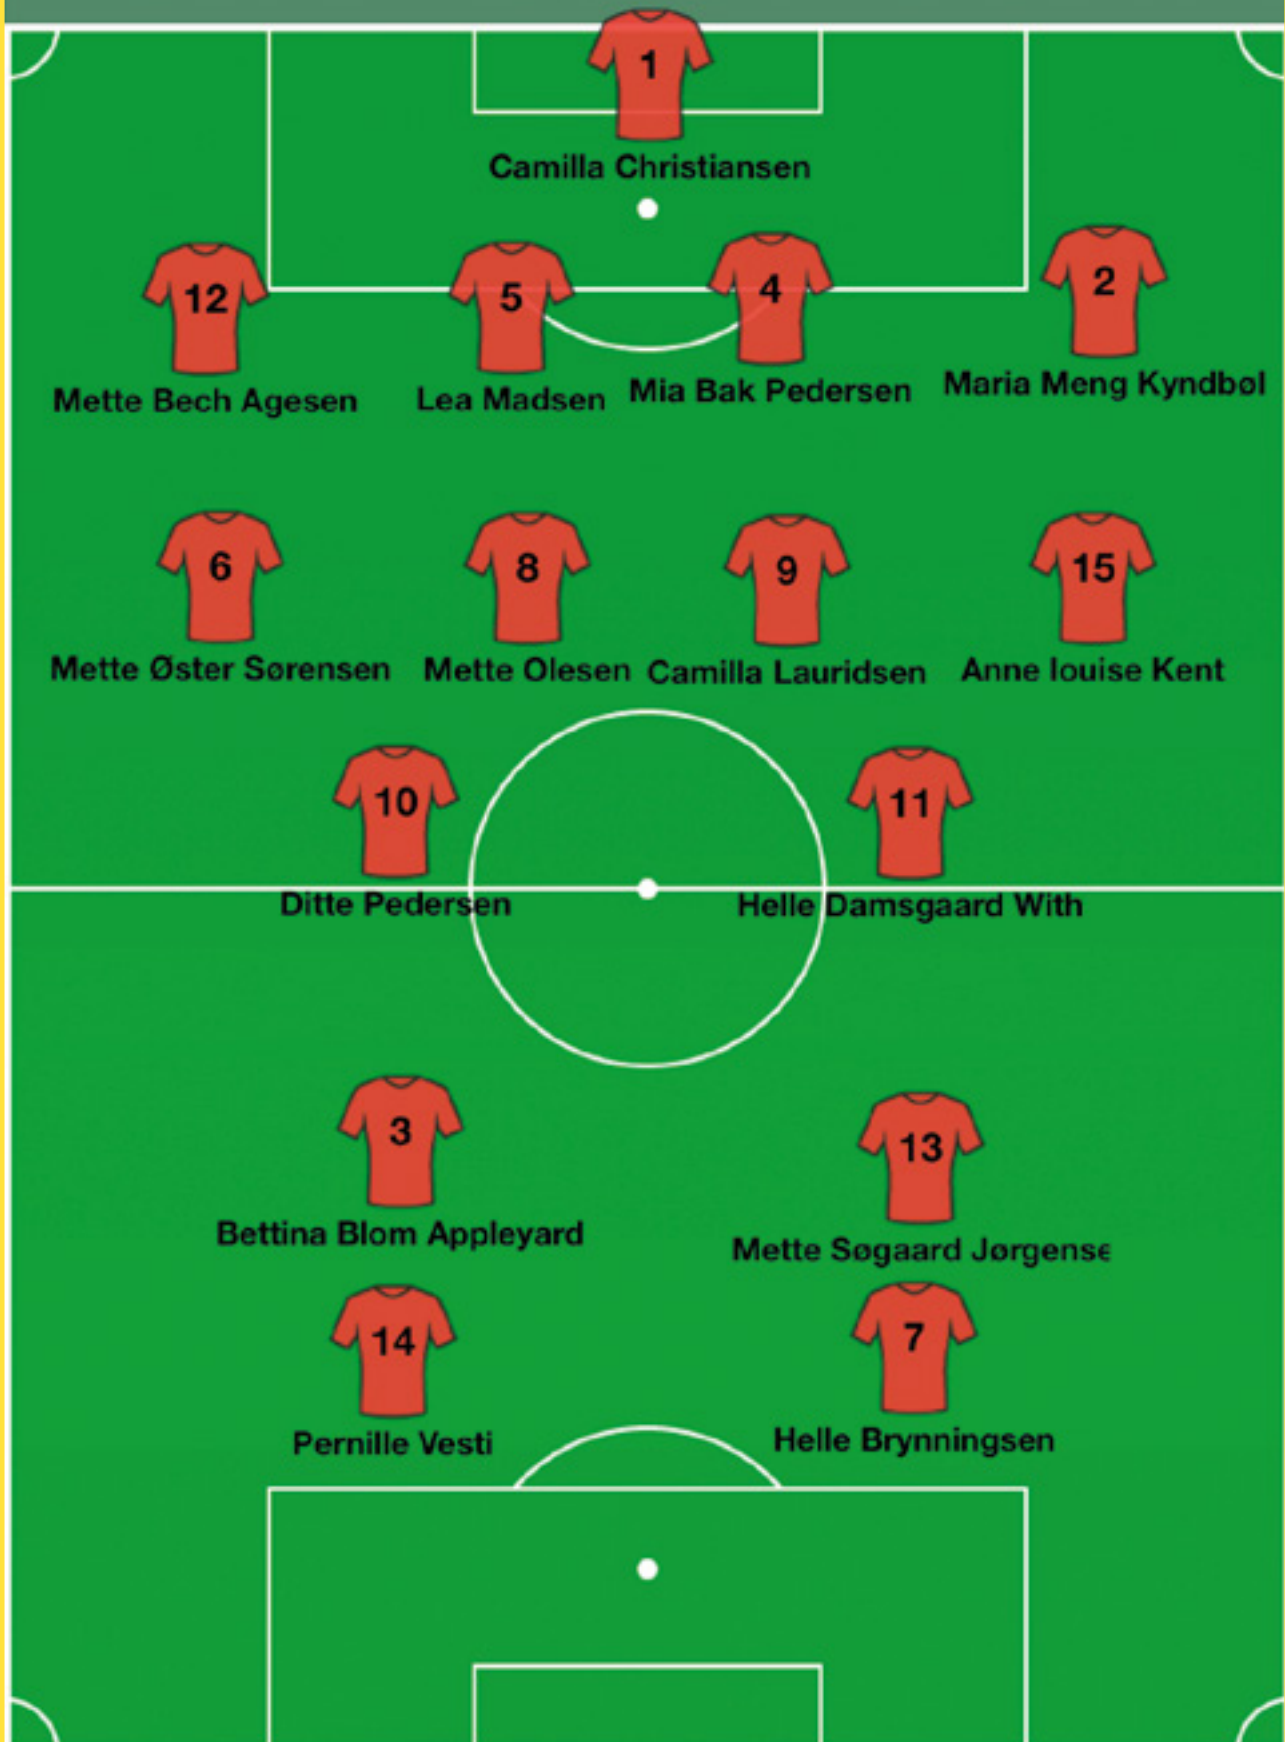 1
Camilla Christiansen
12
Mette Bech Agesen
5
Lea Madsen
4
Mia Bak Pedersen
2
Maria Meng Kyndbøl
6
Mette Øster Sørensen
8
Mette Olesen
9
Camilla Lauridsen
15
Anne louise Kent
10
Ditte Pedersen
11
Helle Damsgaard With
3
Bettina Blom Appleyard
13
Mette Søgaard Jørgense
14
Pernille Vesti
7
Helle Brynningsen